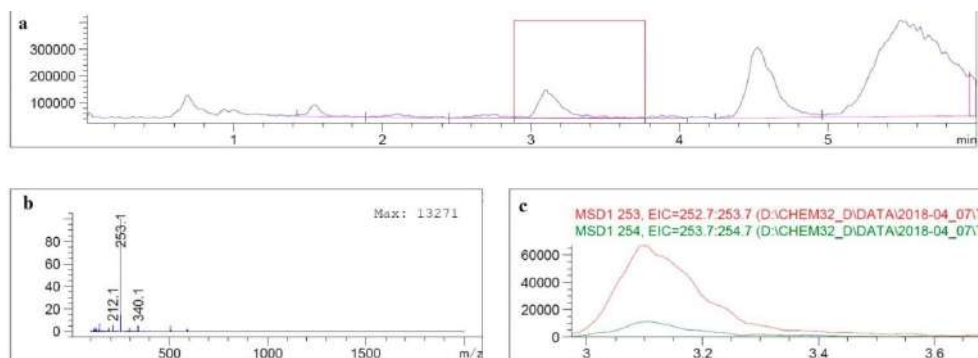 a
300000
200000
100000
1 2 3 4 5 min
b
Max: 13271
80
60
40
20
0
253.1
212.1
340.1
500 1000 1500 m/z
c
MSD1 253, EIC=252.7:253.7 (D:\CHEM32_D\DATA\2018-04_07\
MSD1 254, EIC=253.7:254.7 (D:\CHEM32_D\DATA\2018-04_07\
60000
40000
20000
0
3 3.2 3.4 3.6